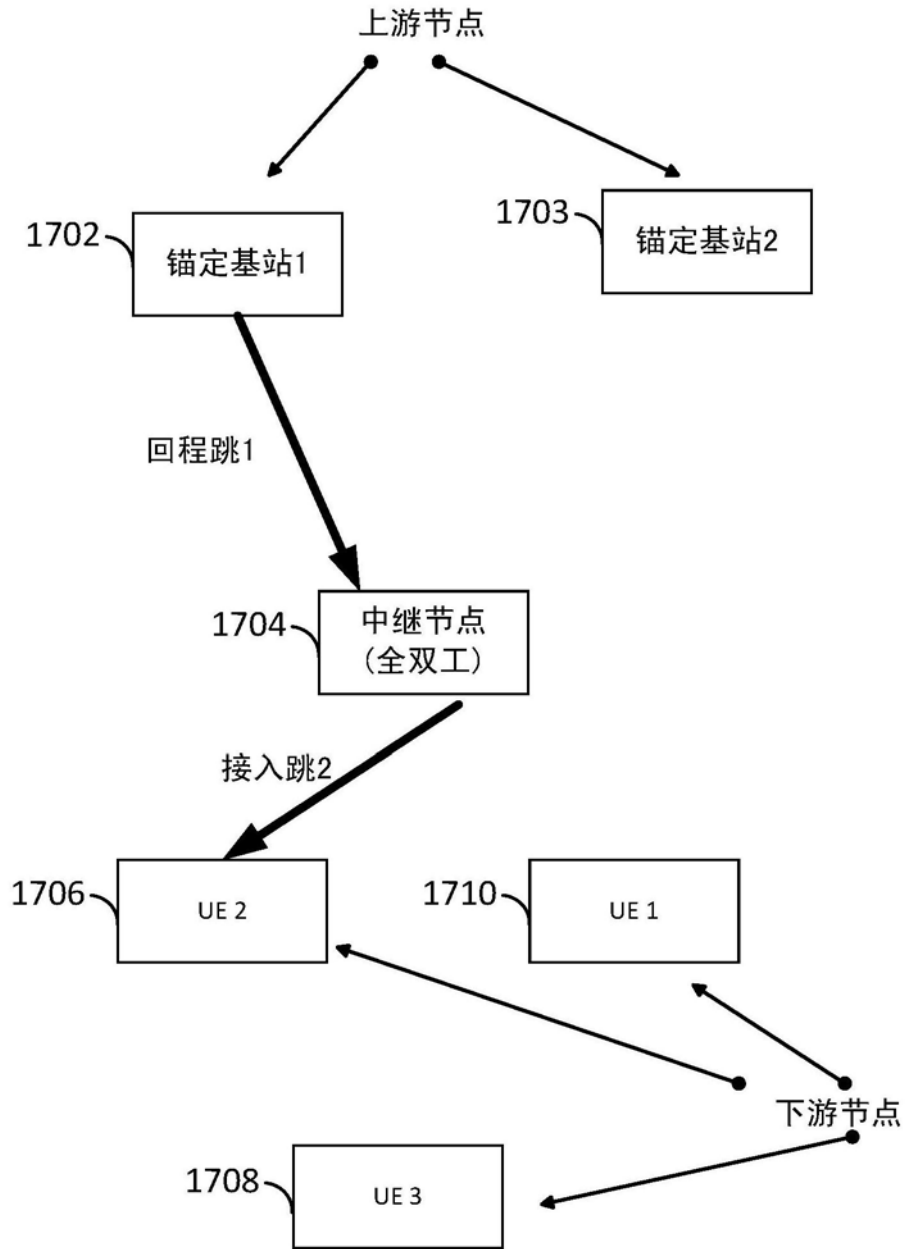 上游节点
1702
锚定基站1
1703
锚定基站2
回程跳1
1704
中继节点
(全双工)
接入跳2
1706
UE 2
1710
UE 1
下游节点
1708
UE 3